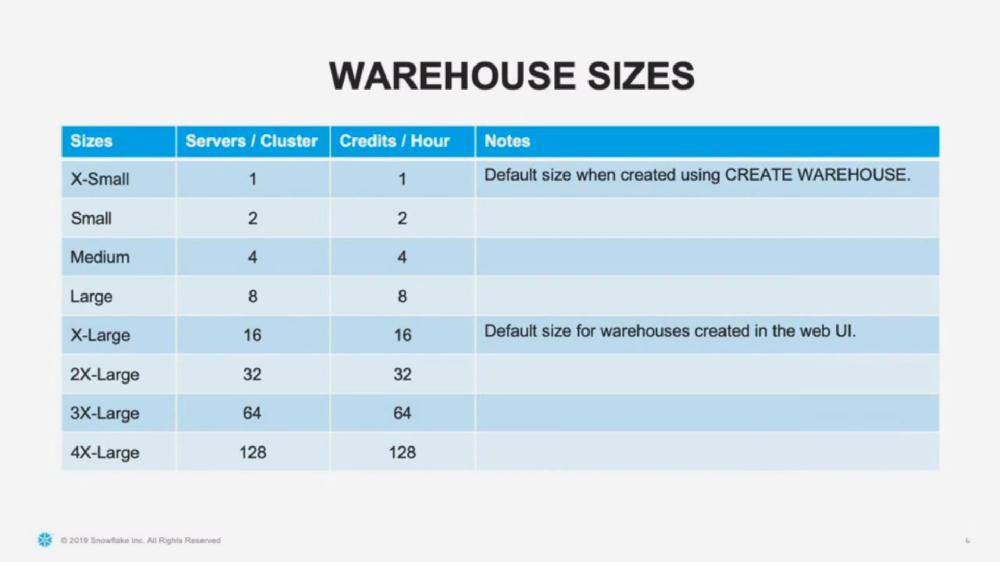 WAREHOUSE SIZES
Sizes Servers / Cluster Credits / Hour Notes
X-Small 1 1 Default size when created using CREATE WAREHOUSE.
Small 2 2
Medium 4 4
Large 8 8
X-Large 16 16 Default size for warehouses created in the web UI.
2X-Large 32 32
3X-Large 64 64
4X-Large 128 128
© 2019 Snowflake Inc. All Rights Reserved